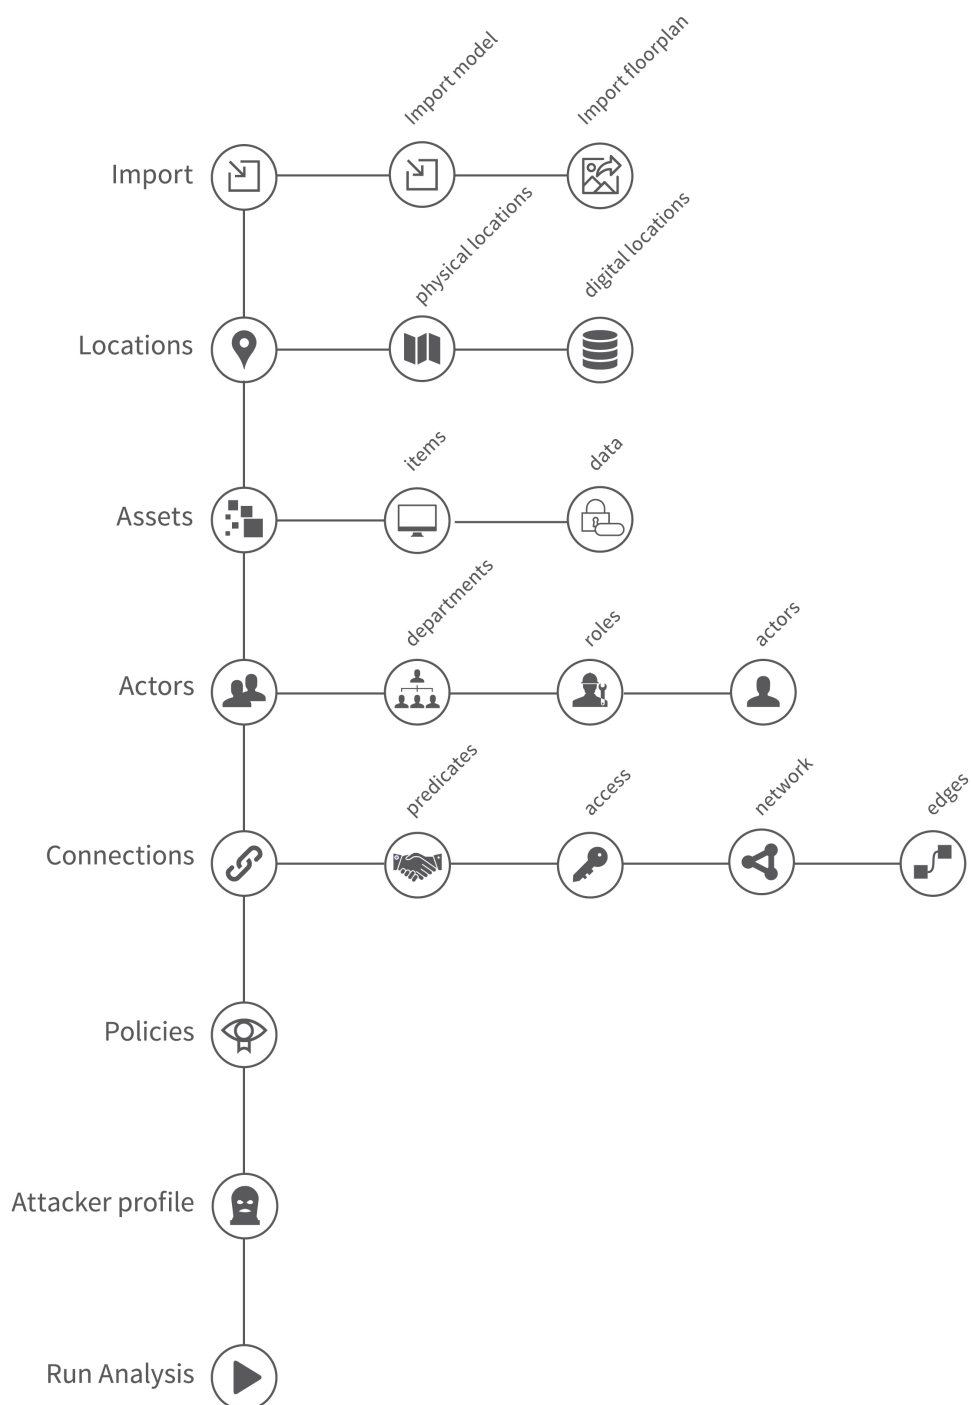 Import model
Import floorplan
Import
physical locations
digital locations
Locations
items
data
Assets
departments
roles
actors
Actors
predicates
access
network
edges
Connections
Policies
Attacker profile
Run Analysis